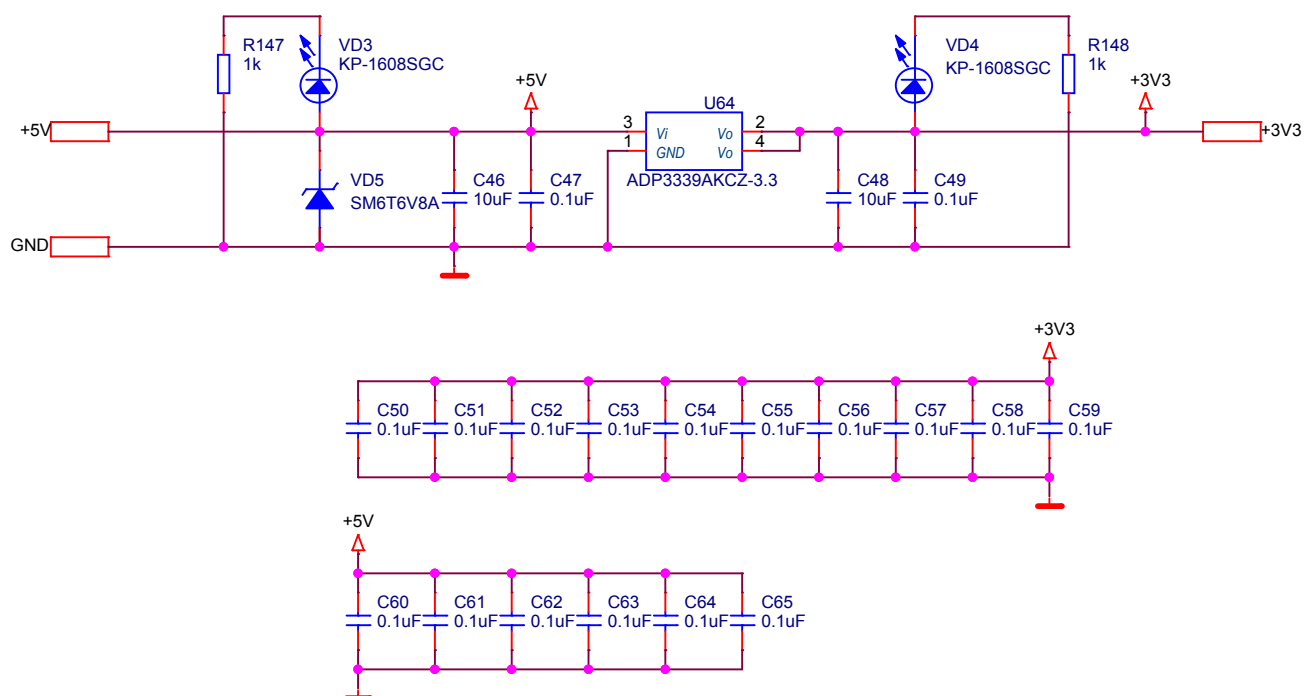 R147
1k
VD3
KP-1608SGC
+5V
VD4
KP-1608SGC
R148
1k
+3V3
U64
+5V
3
Vi
Vo
2
1
GND
Vo
4
+3V3
ADP3339AKCZ-3.3
VD5
SM6T6V8A
C46
10uF
C47
0.1uF
C48
10uF
C49
0.1uF
GND
+3V3
C50
0.1uF
C51
0.1uF
C52
0.1uF
C53
0.1uF
C54
0.1uF
C55
0.1uF
C56
0.1uF
C57
0.1uF
C58
0.1uF
C59
0.1uF
+5V
C60
0.1uF
C61
0.1uF
C62
0.1uF
C63
0.1uF
C64
0.1uF
C65
0.1uF